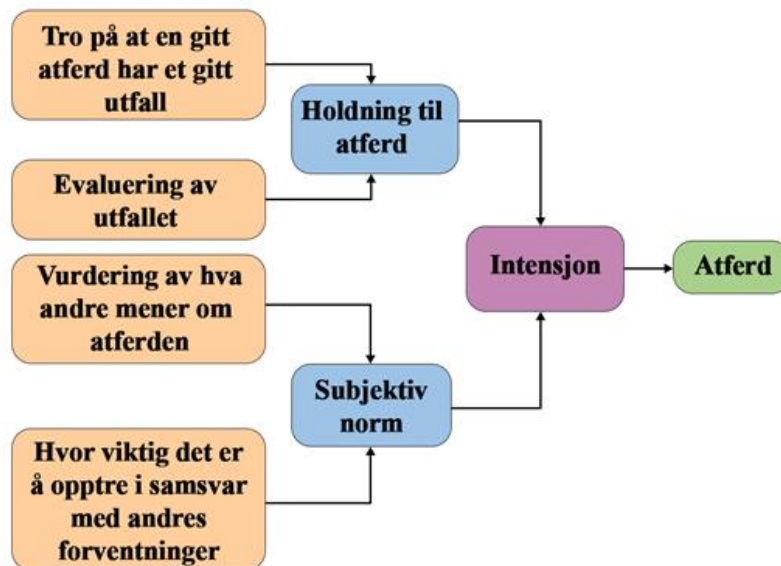 Tro på at en gitt
atferd har et gitt
utfall
Holdning til
atferd
Evaluering av
utfallet
Vurdering av hva
andre mener om
atferden
Intensjon
Atferd
Subjektiv
norm
Hvor viktig det er
å opptre i samsvar
med andres
forventninger